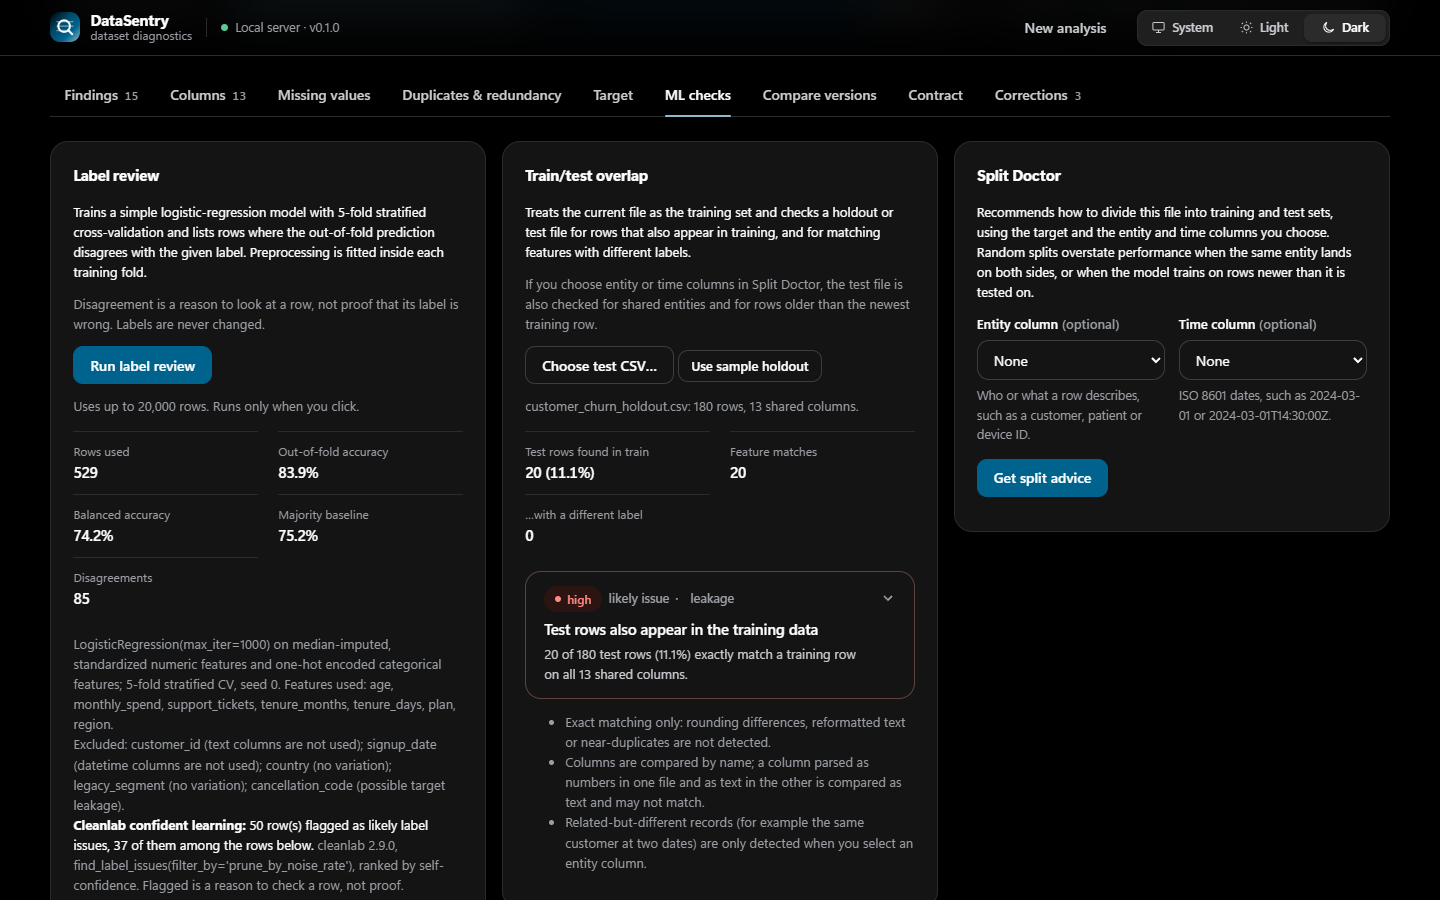 DataSentry
dataset diagnostics
Local server · v0.1.0
New analysis
System
Light
Dark
Findings 15
Columns 13
Missing values
Duplicates & redundancy
Target
ML checks
Compare versions
Contract
Corrections 3
Label review
Trains a simple logistic-regression model with 5-fold stratified
cross-validation and lists rows where the out-of-fold prediction
disagrees with the given label. Preprocessing is fitted inside each
training fold.
Disagreement is a reason to look at a row, not proof that its label is
wrong. Labels are never changed.
Run label review
Uses up to 20,000 rows. Runs only when you click.
Rows used
529
Out-of-fold accuracy
83.9%
Balanced accuracy
74.2%
Majority baseline
75.2%
Disagreements
85
LogisticRegression(max_iter=1000) on median-imputed,
standardized numeric features and one-hot encoded categorical
features; 5-fold stratified CV, seed 0. Features used: age,
monthly_spend, support_tickets, tenure_months, tenure_days, plan,
region.
Excluded: customer_id (text columns are not used); signup_date
(datetime columns are not used); country (no variation);
legacy_segment (no variation); cancellation_code (possible target
leakage).
Cleanlab confident learning: 50 row(s) flagged as likely label
issues, 37 of them among the rows below. cleanlab 2.9.0,
find_label_issues(filter_by='prune_by_noise_rate'), ranked by self-
confidence. Flagged is a reason to check a row, not proof.
Train/test overlap
Treats the current file as the training set and checks a holdout or
test file for rows that also appear in training, and for matching
features with different labels.
If you choose entity or time columns in Split Doctor, the test file is
also checked for shared entities and for rows older than the newest
training row.
Choose test CSV...
Use sample holdout
customer_churn_holdout.csv: 180 rows, 13 shared columns.
Test rows found in train
20 (11.1%)
Feature matches
20
...with a different label
0
high likely issue · leakage
Test rows also appear in the training data
20 of 180 test rows (11.1%) exactly match a training row
on all 13 shared columns.
• Exact matching only: rounding differences, reformatted text
or near-duplicates are not detected.
• Columns are compared by name; a column parsed as
numbers in one file and as text in the other is compared as
text and may not match.
• Related-but-different records (for example the same
customer at two dates) are only detected when you select an
entity column.
Split Doctor
Recommends how to divide this file into training and test sets,
using the target and the entity and time columns you choose.
Random splits overstate performance when the same entity lands
on both sides, or when the model trains on rows newer than it is
tested on.
Entity column (optional)
None
Who or what a row describes,
such as a customer, patient or
device ID.
Time column (optional)
None
ISO 8601 dates, such as 2024-03-
01 or 2024-03-01T14:30:00Z.
Get split advice